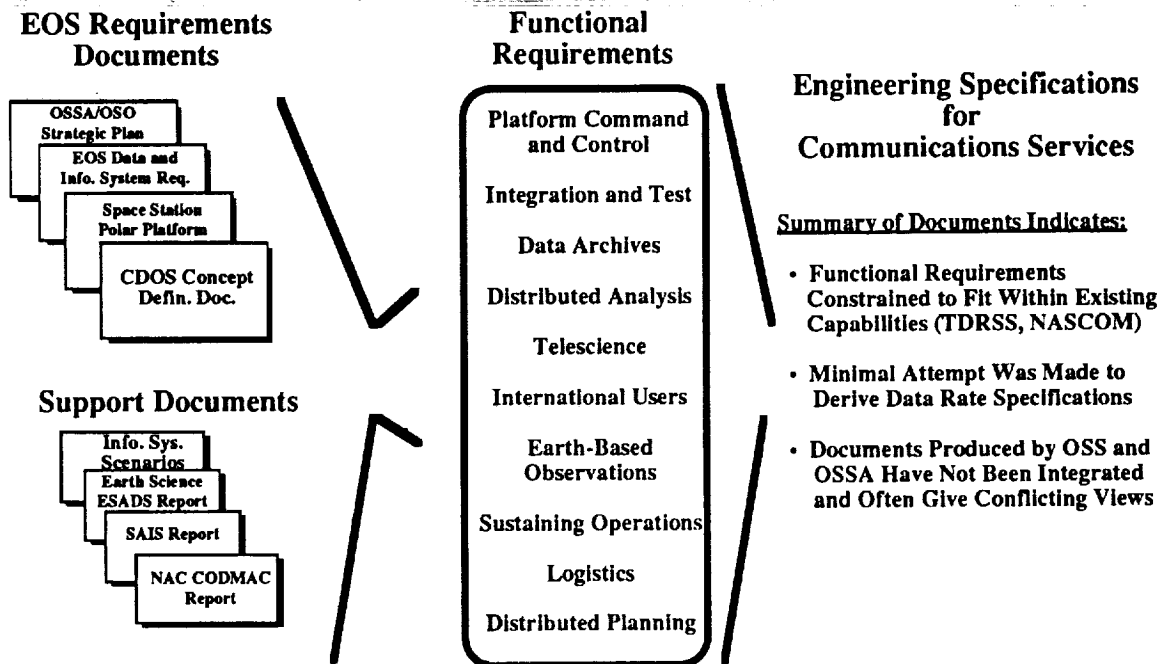 EOS Requirements
Documents
OSSA/OSO
Strategic Plan
EOS Data and
Info. System Req.
Space Station
Polar Platform
CDOS Concept
Defin. Doc.
Support Documents
Info. Sys.
Scenarios
Earth Science
ESADS Report
SAIS Report
NAC CODMAC
Report
Functional
Requirements
Platform Command
and Control
Integration and Test
Data Archives
Distributed Analysis
Telescience
International Users
Earth-Based
Observations
Sustaining Operations
Logistics
Distributed Planning
Engineering Specifications
for
Communications Services
Summary of Documents Indicates:
• Functional Requirements
Constrained to Fit Within Existing
Capabilities (TDRSS, NASCOM)
• Minimal Attempt Was Made to
Derive Data Rate Specifications
• Documents Produced by OSS and
OSSA Have Not Been Integrated
and Often Give Conflicting Views